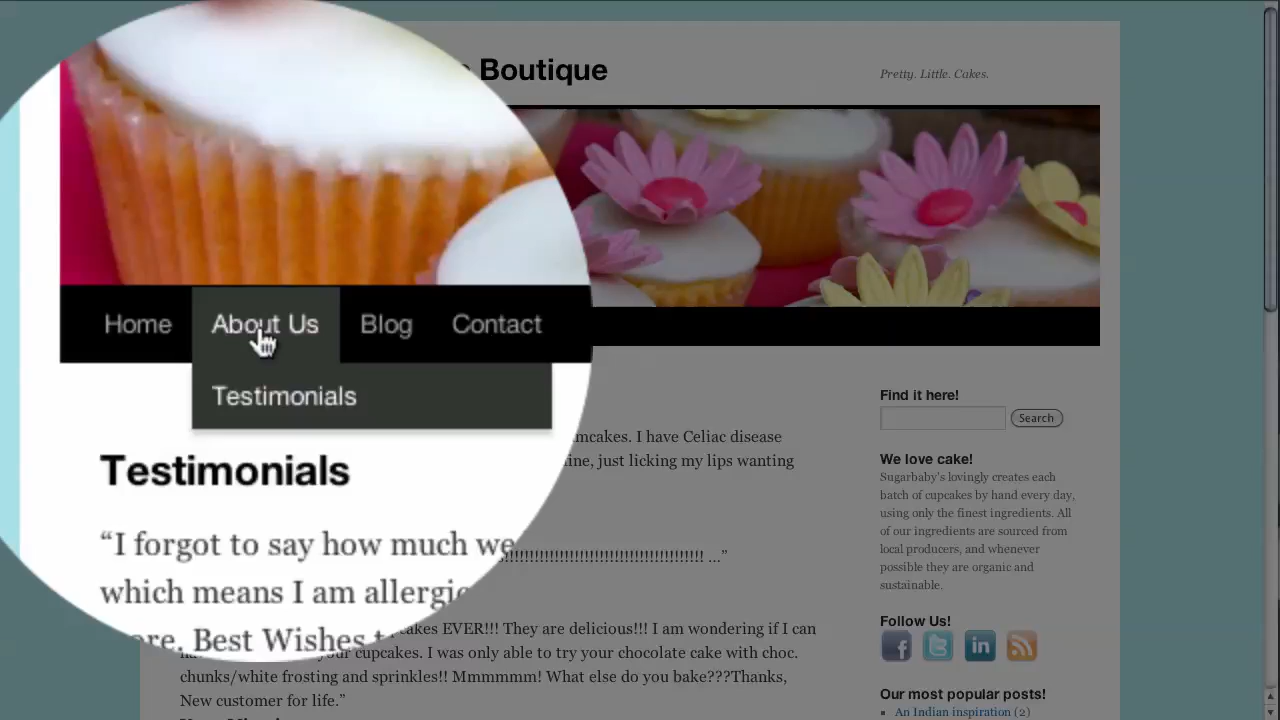 Boutique
Pretty. Little. Cakes.
Home About Us Blog Contact
Testimonials
Testimonials
“I forgot to say how much we
which means I am allergic
Best Wishes
I have Celiac disease
just licking my lips wanting
!!!!!!!!!!!!!!!!!!!!!!!!!!!!!!!!!!!!!!! ...”
EVER!!! They are delicious!!! I am wondering if I can
your cupcakes. I was only able to try your chocolate cake with choc.
chunks/white frosting and sprinkles!! Mmmmmm! What else do you bake???Thanks,
New customer for life.”
Find it here!
Search
We love cake!
Sugarbaby's lovingly creates each
batch of cupcakes by hand every day,
using only the finest ingredients. All
of our ingredients are sourced from
local producers, and whenever
possible they are organic and
sustainable.
Follow Us!
f t in
Our most popular posts!
An Indian inspiration (2)